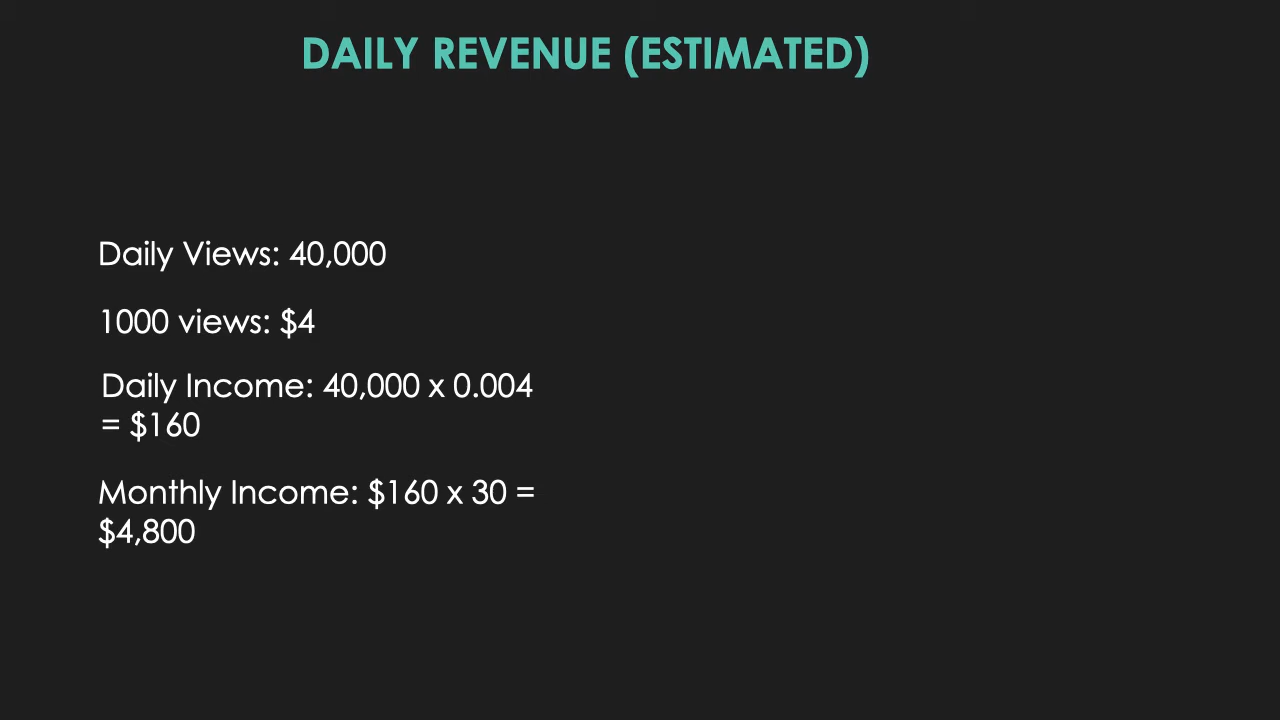 DAILY REVENUE (ESTIMATED)
Daily Views: 40,000
1000 views: $4
Daily Income: 40,000 x 0.004
= $160
Monthly Income: $160 x 30 =
$4,800